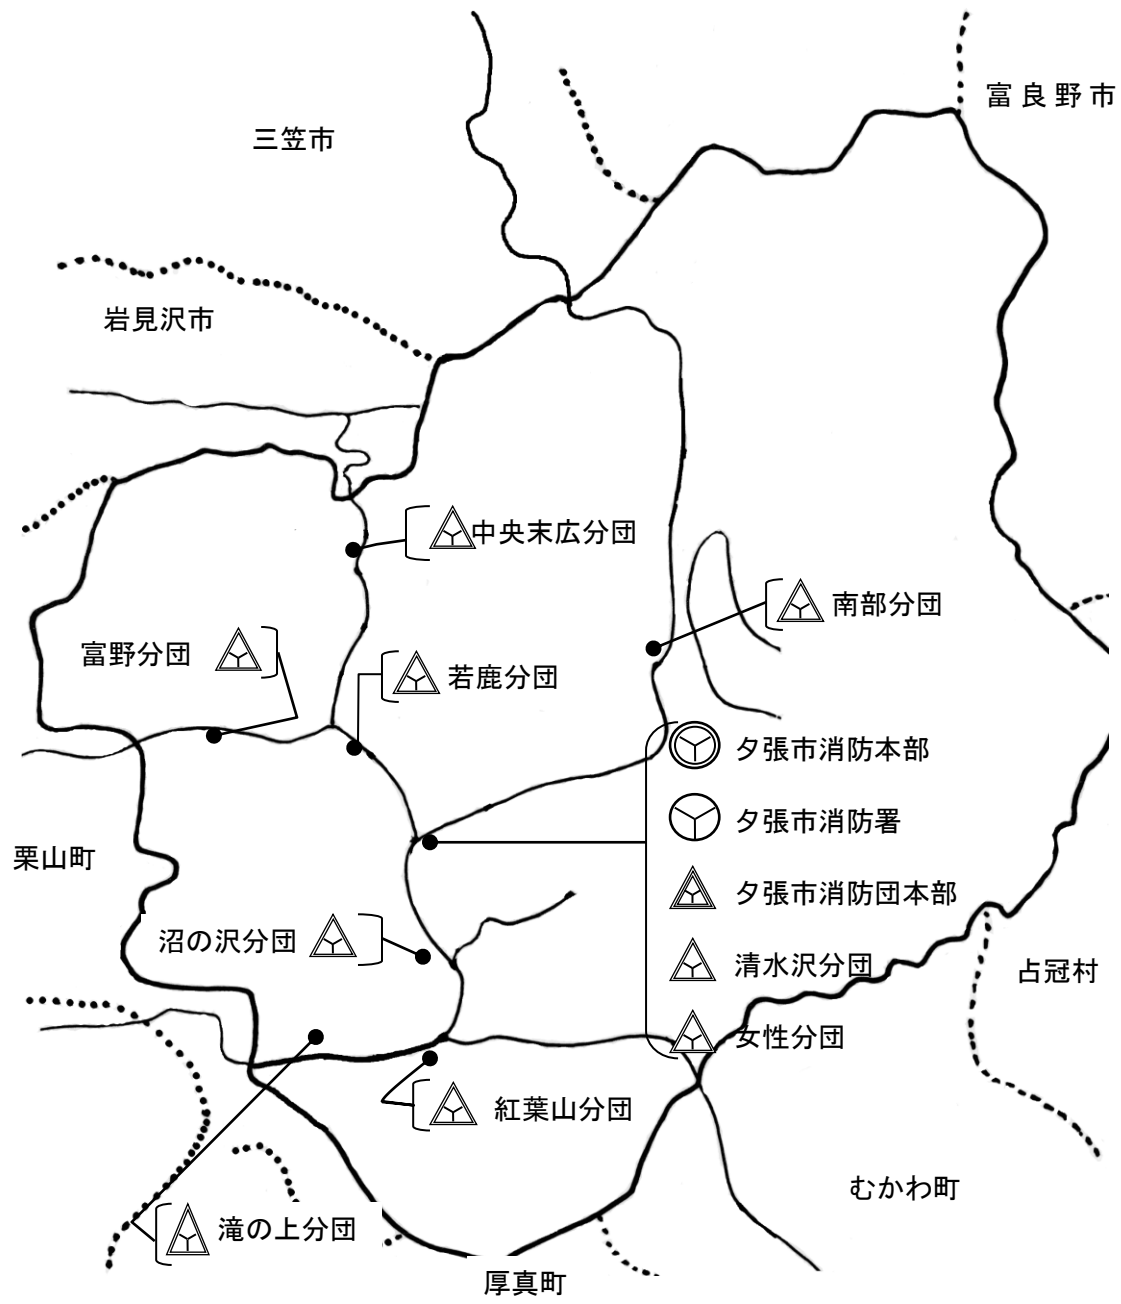 富良野市
三笠市
岩見沢市
中央末広分団
南部分団
富野分団
若鹿分団
夕張市消防本部
夕張市消防署
栗山町
夕張市消防団本部
沼の沢分団
清水沢分団
占冠村
女性分団
紅葉山分団
むかわ町
滝の上分団
厚真町